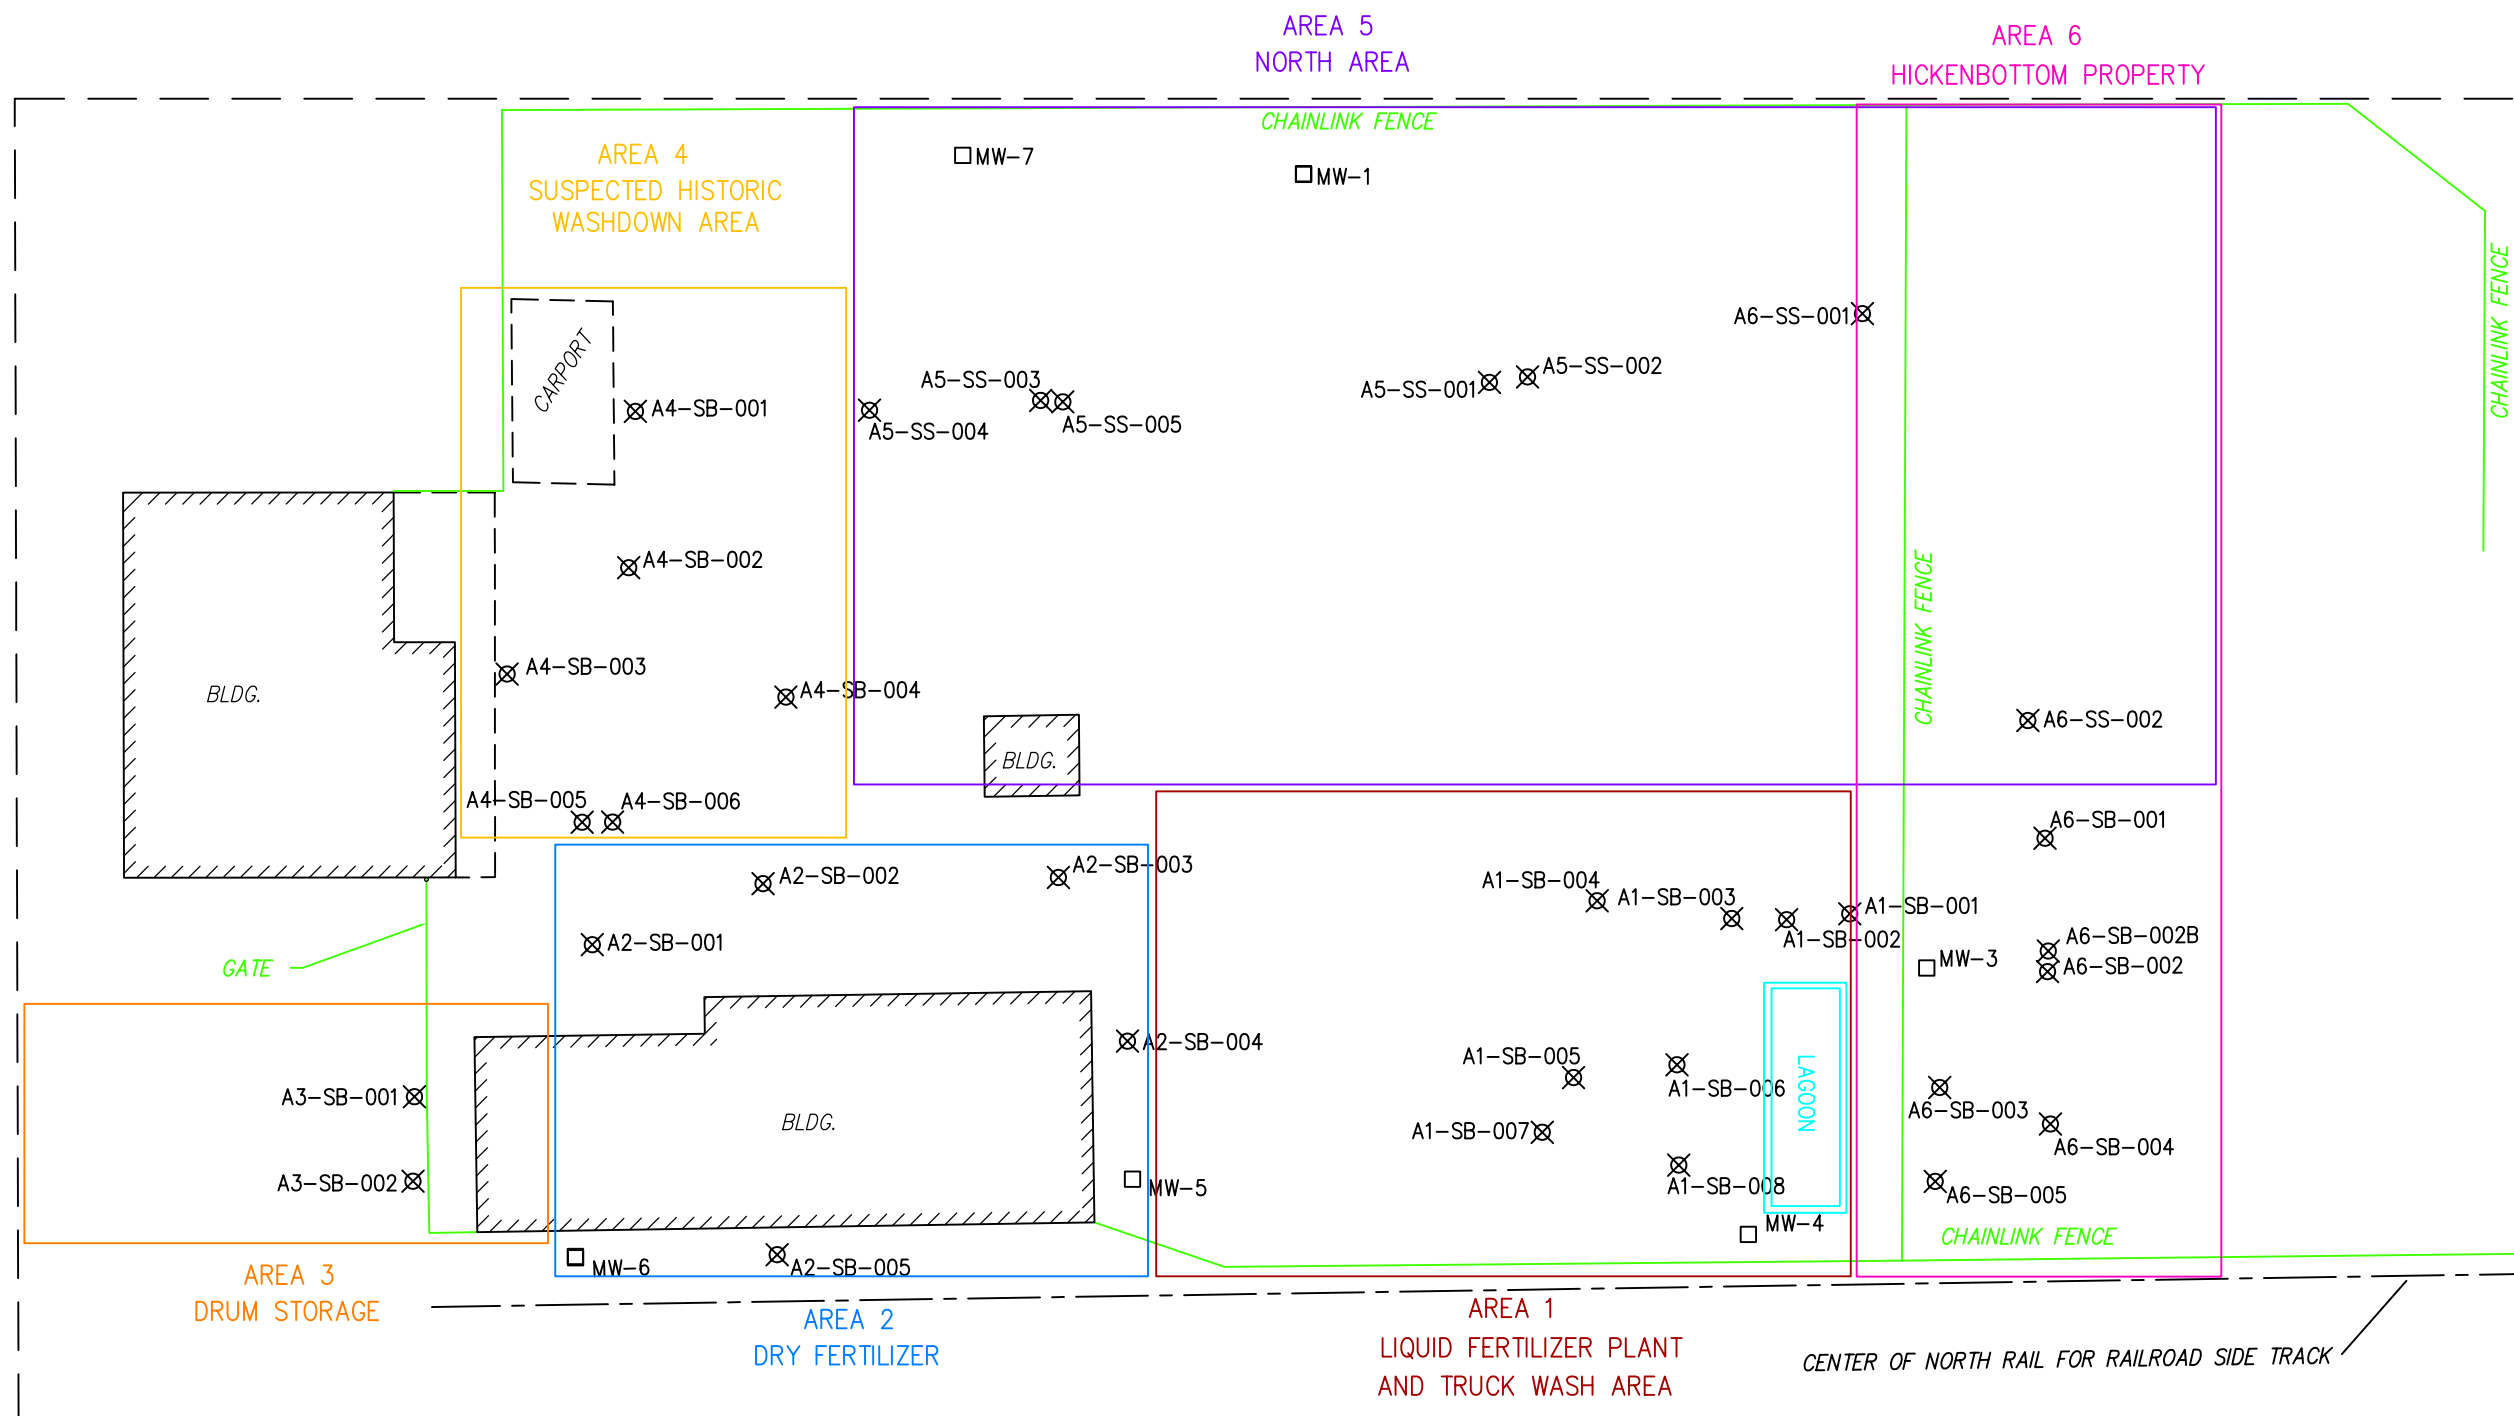 AREA 5
NORTH AREA
AREA 6
HICKENBOTTOM PROPERTY
CHAINLINK FENCE
AREA 4
SUSPECTED HISTORIC
WASHDOWN AREA
MW-7
MW-1
CHAINLINK FENCE
A6-SS-001
CARPORT
A5-SS-003
A5-SS-001
A5-SS-002
A4-SB-001
A5-SS-004
A5-SS-005
A4-SB-002
CHAINLINK FENCE
A4-SB-003
A4-SB-004
BLDG.
A6-SS-002
BLDG.
A4-SB-005
A4-SB-006
A6-SB-001
A2-SB-002
A2-SB-003
A1-SB-004
A1-SB-003
A1-SB-001
A2-SB-001
A1-SB-002
A6-SB-002B
MW-3
A6-SB-002
GATE
A2-SB-004
A1-SB-005
A1-SB-006
LAGOON
A3-SB-001
A6-SB-003
BLDG.
A1-SB-007
A6-SB-004
A3-SB-002
MW-5
A1-SB-008
A6-SB-005
MW-4
CHAINLINK FENCE
MW-6
A2-SB-005
AREA 3
DRUM STORAGE
AREA 2
DRY FERTILIZER
AREA 1
LIQUID FERTILIZER PLANT
AND TRUCK WASH AREA
CENTER OF NORTH RAIL FOR RAILROAD SIDE TRACK